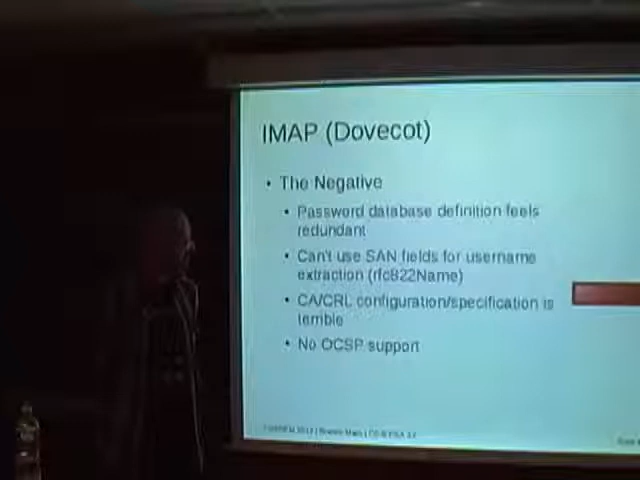 IMAP (Dovecot)
• The Negative
• Password database definition feels
redundant
• Can't use SAN fields for username
extraction (rfc822Name)
• CA/CRL configuration/specification is
terrible
• No OCSP support